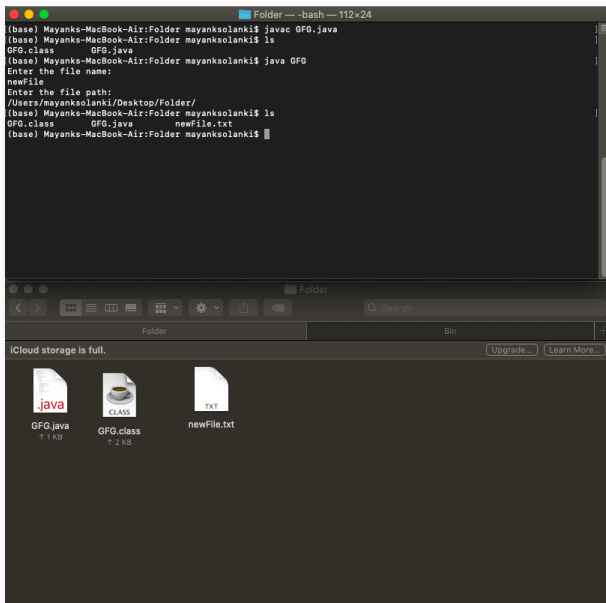 Folder — -bash — 112×24
[(base) Mayanks-MacBook-Air:Folder mayanksolanki$ javac GFG.java ]
[(base) Mayanks-MacBook-Air:Folder mayanksolanki$ ls ]
GFG.class GFG.java
[(base) Mayanks-MacBook-Air:Folder mayanksolanki$ java GFG ]
Enter the file name:
newFile
Enter the file path:
/Users/mayanksolanki/Desktop/Folder/
[(base) Mayanks-MacBook-Air:Folder mayanksolanki$ ls ]
GFG.class GFG.java newFile.txt
(base) Mayanks-MacBook-Air:Folder mayanksolanki$
Folder
Search
Folder Bin +
iCloud storage is full. Upgrade... Learn More...
.java CLASS TXT
GFG.java GFG.class newFile.txt
↑ 1 KB ↑ 2 KB